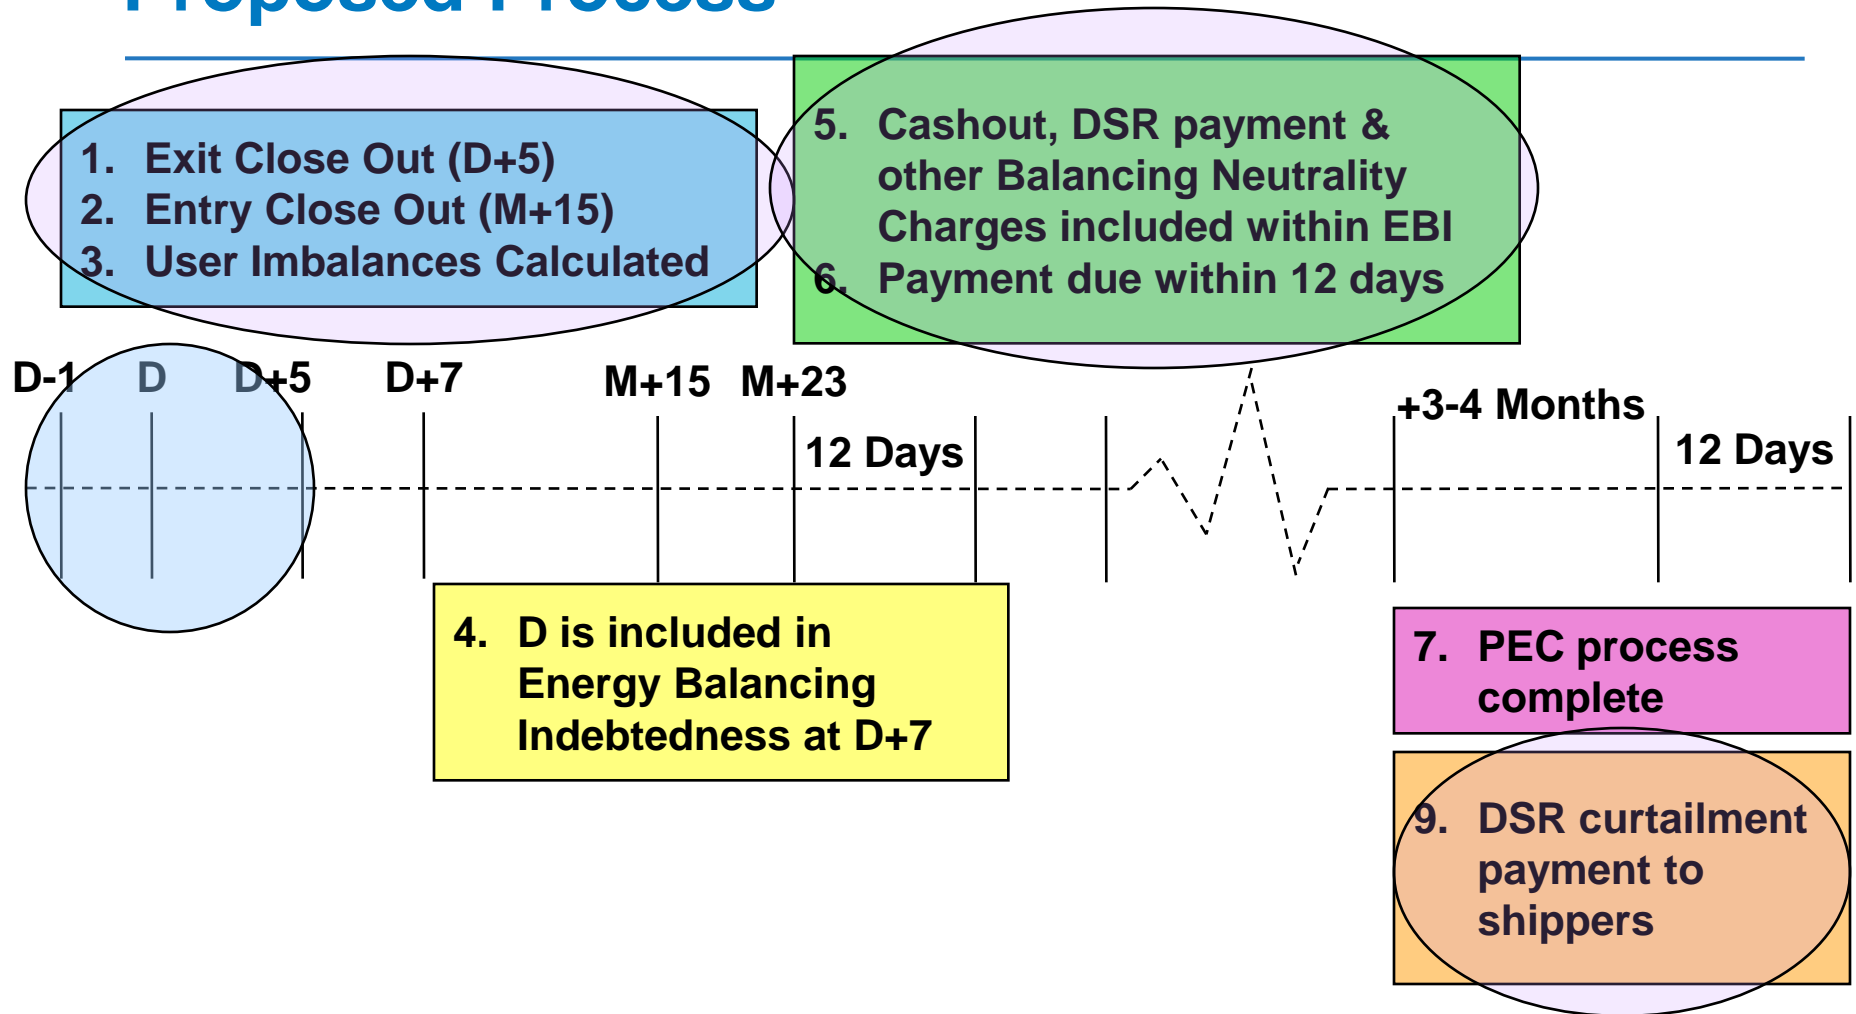 Proposed Process
1. Exit Close Out (D+5)
2. Entry Close Out (M+15)
3. User Imbalances Calculated
5. Cashout, DSR payment &
other Balancing Neutrality
Charges included within EBI
6. Payment due within 12 days
D-1 D D+5 D+7 M+15 M+23
+3-4 Months
12 Days
12 Days
4. D is included in
Energy Balancing
Indebtedness at D+7
7. PEC process
complete
9. DSR curtailment
payment to
shippers